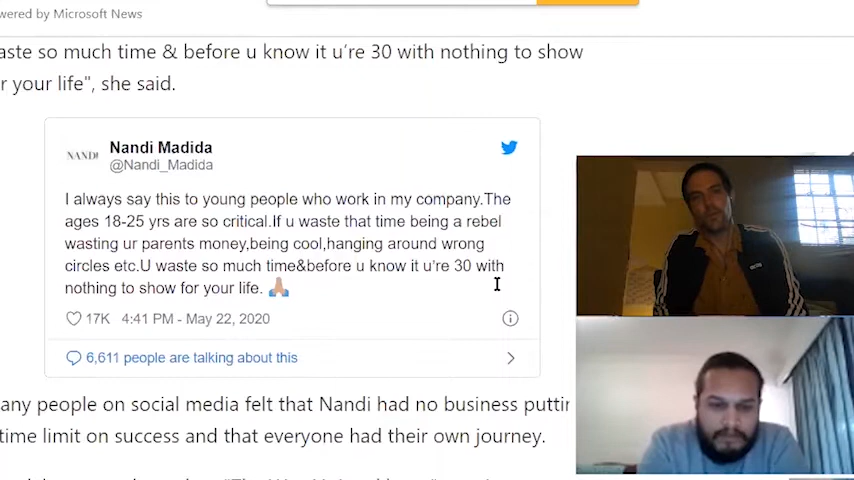 wered by Microsoft News
aste so much time & before u know it u're 30 with nothing to show
r your life", she said.
NANDI
Nandi Madida
@Nandi_Madida
I always say this to young people who work in my company.The
ages 18-25 yrs are so critical.If u waste that time being a rebel
wasting ur parents money,being cool,hanging around wrong
circles etc.U waste so much time&before u know it u're 30 with
nothing to show for your life. 🙏🏽
17K 4:41 PM - May 22, 2020
6,611 people are talking about this
any people on social media felt that Nandi had no business puttin
time limit on success and that everyone had their own journey.